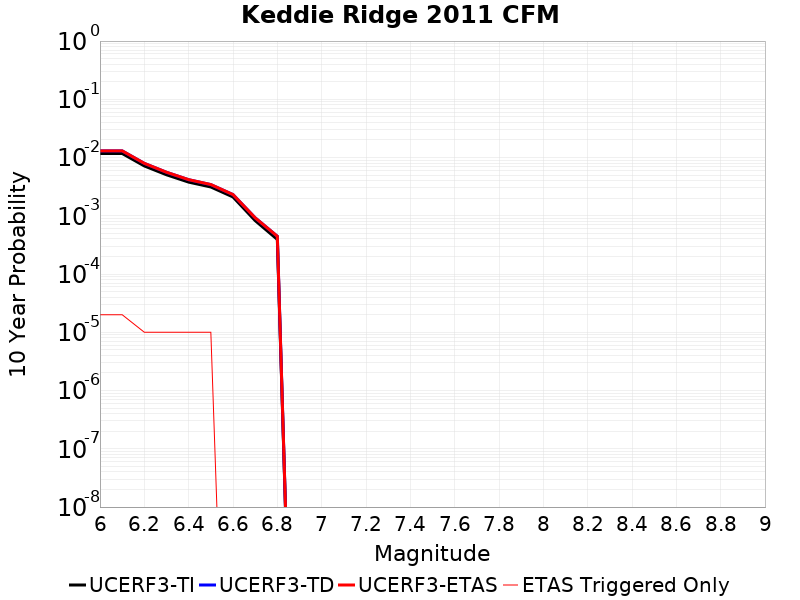 Keddie Ridge 2011 CFM
10 Year Probability
10^0
10^-1
10^-2
10^-3
10^-4
10^-5
10^-6
10^-7
10^-8
6 6.2 6.4 6.6 6.8 7 7.2 7.4 7.6 7.8 8 8.2 8.4 8.6 8.8 9
Magnitude
UCERF3-TI UCERF3-TD UCERF3-ETAS ETAS Triggered Only